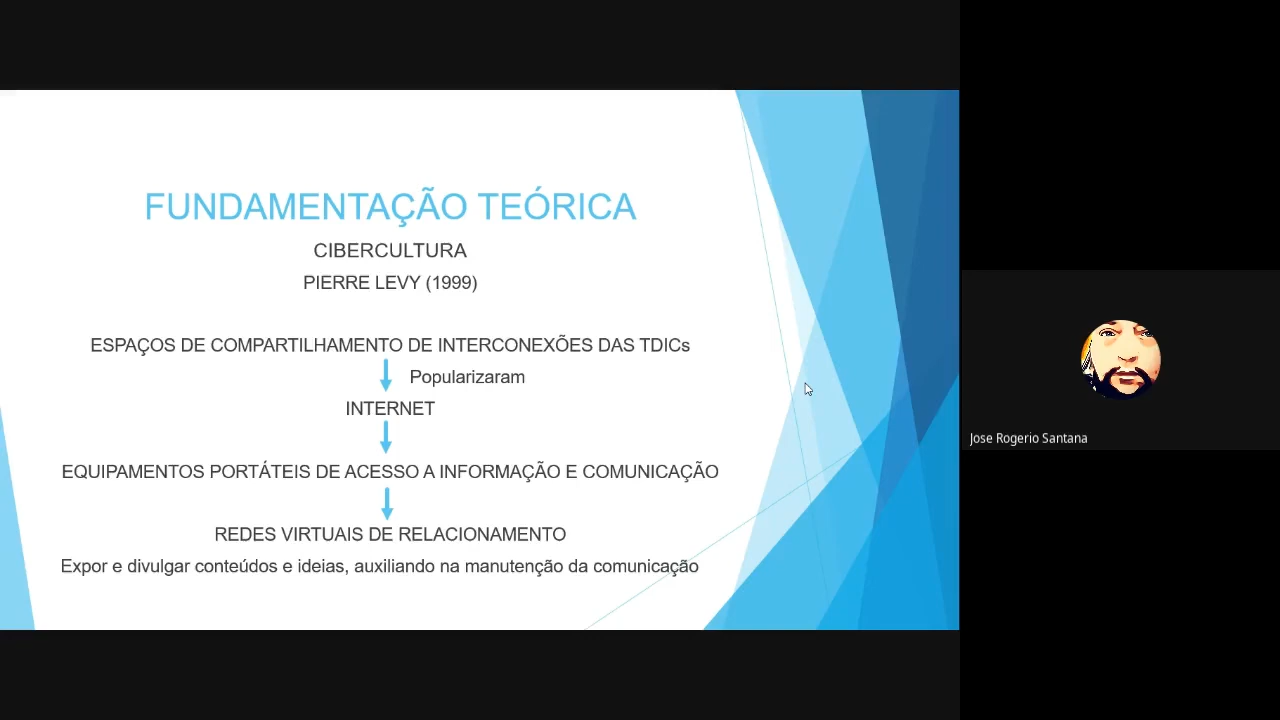 FUNDAMENTAÇÃO TEÓRICA
CIBERCULTURA
PIERRE LEVY (1999)
ESPAÇOS DE COMPARTILHAMENTO DE INTERCONEXÕES DAS TDICs
Popularizaram
INTERNET
EQUIPAMENTOS PORTÁTEIS DE ACESSO A INFORMAÇÃO E COMUNICAÇÃO
REDES VIRTUAIS DE RELACIONAMENTO
Expor e divulgar conteúdos e ideias, auxiliando na manutenção da comunicação
Jose Rogerio Santana